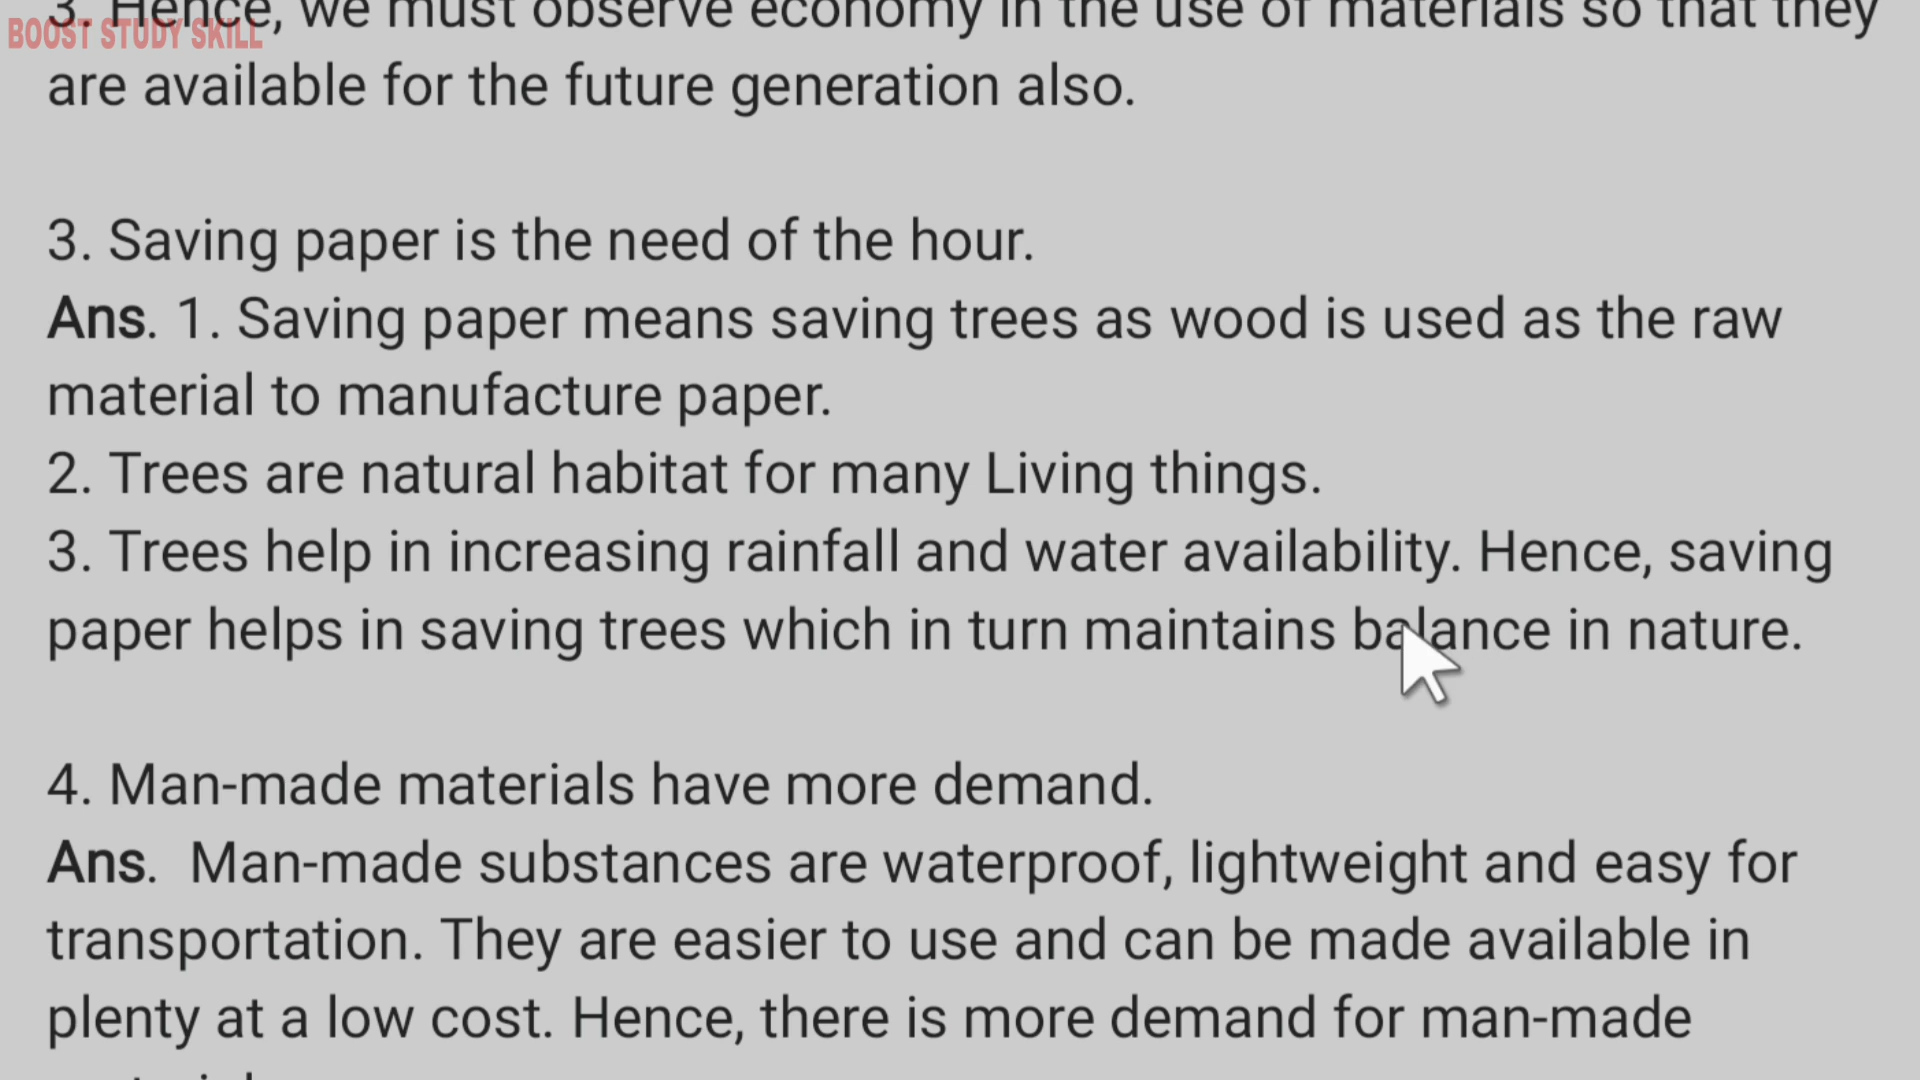 3. Hence, we must observe economy in the use of materials so that they
BOOST STUDY SKILL
are available for the future generation also.
3. Saving paper is the need of the hour.
Ans. 1. Saving paper means saving trees as wood is used as the raw
material to manufacture paper.
2. Trees are natural habitat for many Living things.
3. Trees help in increasing rainfall and water availability. Hence, saving
paper helps in saving trees which in turn maintains balance in nature.
4. Man-made materials have more demand.
Ans. Man-made substances are waterproof, lightweight and easy for
transportation. They are easier to use and can be made available in
plenty at a low cost. Hence, there is more demand for man-made